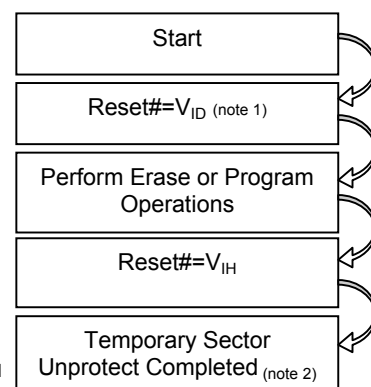 Start
Reset#=VID (note 1)
Perform Erase or Program
Operations
Reset#=VIH
Temporary Sector
Unprotect Completed (note 2)